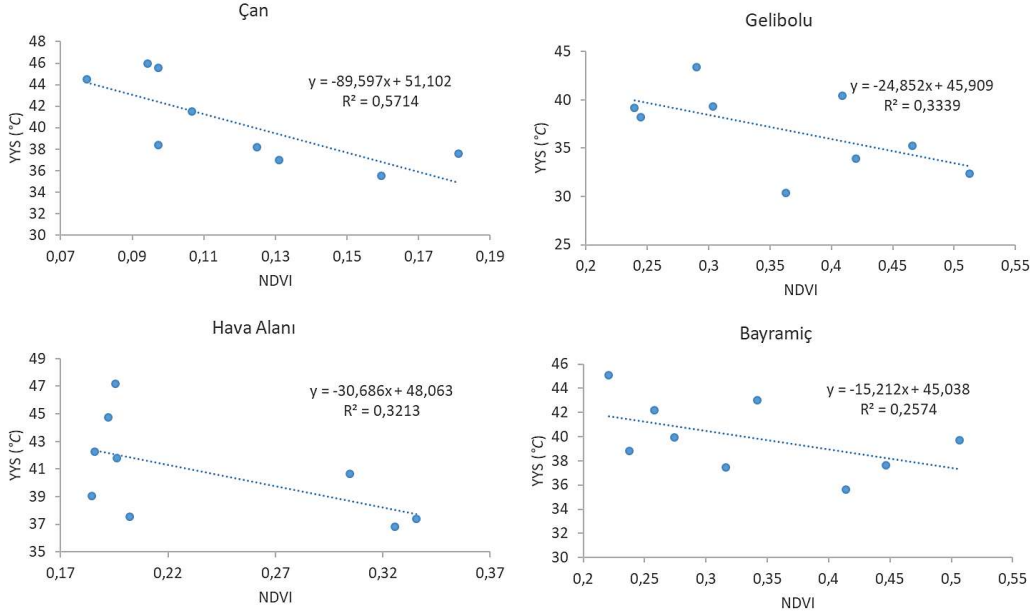 Çan
48
46
44
42
40
38
36
34
32
30
YYS (°C)
y = -89,597x + 51,102
R² = 0,5714
0,07 0,09 0,11 0,13 0,15 0,17 0,19
NDVI
Gelibolu
45
40
35
30
25
YYS (°C)
y = -24,852x + 45,909
R² = 0,3339
0,2 0,25 0,3 0,35 0,4 0,45 0,5 0,55
NDVI
Hava Alanı
49
47
45
43
41
39
37
35
YYS (°C)
y = -30,686x + 48,063
R² = 0,3213
0,17 0,22 0,27 0,32 0,37
NDVI
Bayramiç
46
44
42
40
38
36
34
32
30
YYS (°C)
y = -15,212x + 45,038
R² = 0,2574
0,2 0,25 0,3 0,35 0,4 0,45 0,5 0,55
NDVI